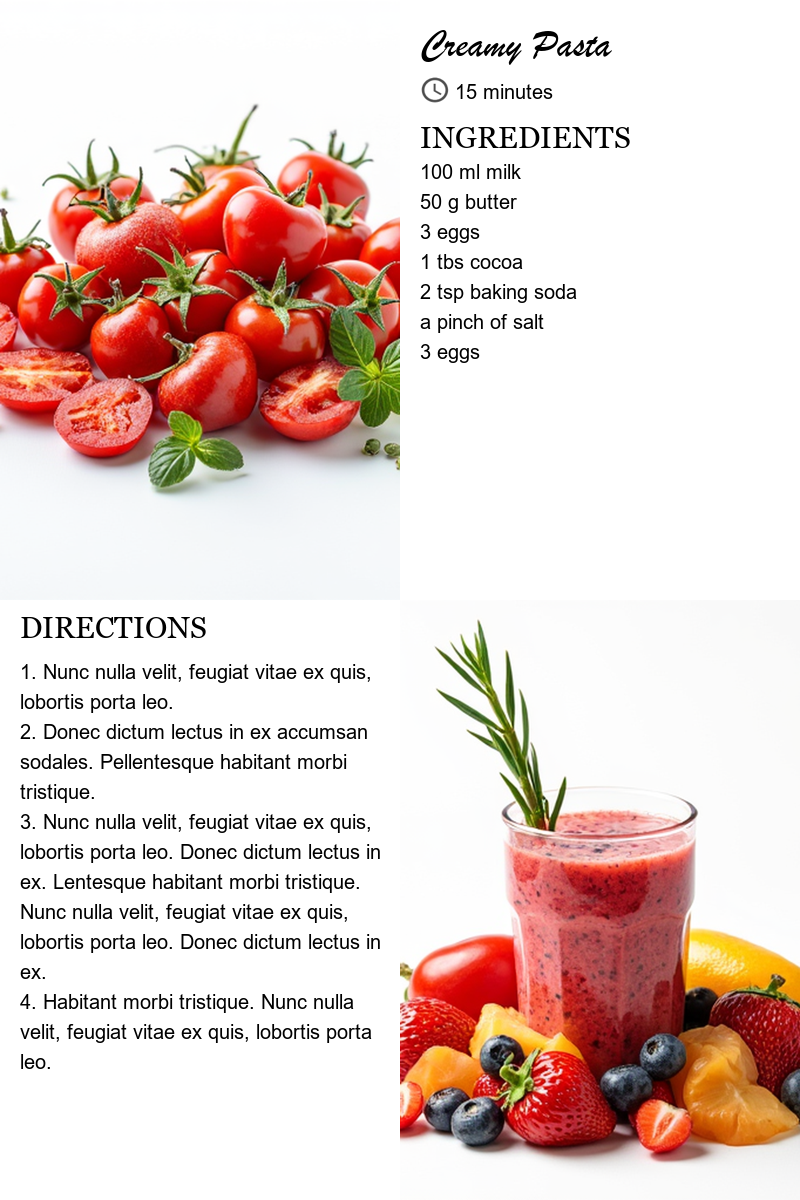 Creamy Pasta
15 minutes
INGREDIENTS
100 ml milk
50 g butter
3 eggs
1 tbs cocoa
2 tsp baking soda
a pinch of salt
3 eggs
DIRECTIONS
1. Nunc nulla velit, feugiat vitae ex quis,
lobortis porta leo.
2. Donec dictum lectus in ex accumsan
sodales. Pellentesque habitant morbi
tristique.
3. Nunc nulla velit, feugiat vitae ex quis,
lobortis porta leo. Donec dictum lectus in
ex. Lentesque habitant morbi tristique.
Nunc nulla velit, feugiat vitae ex quis,
lobortis porta leo. Donec dictum lectus in
ex.
4. Habitant morbi tristique. Nunc nulla
velit, feugiat vitae ex quis, lobortis porta
leo.